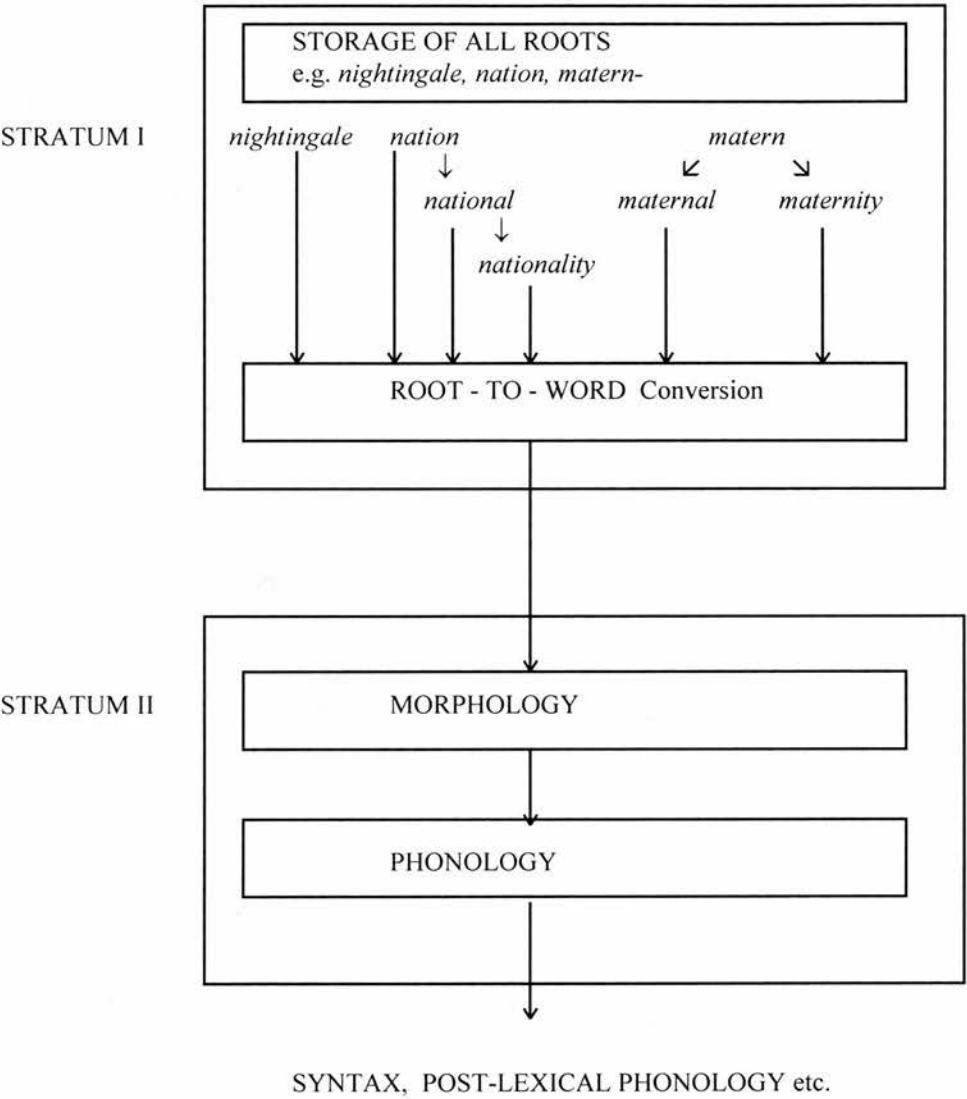 STORAGE OF ALL ROOTS
e.g. nightingale, nation, matern-
STRATUM I
nightingale nation matern
national maternal maternity
nationality
ROOT - TO - WORD Conversion
STRATUM II
MORPHOLOGY
PHONOLOGY
SYNTAX, POST-LEXICAL PHONOLOGY etc.